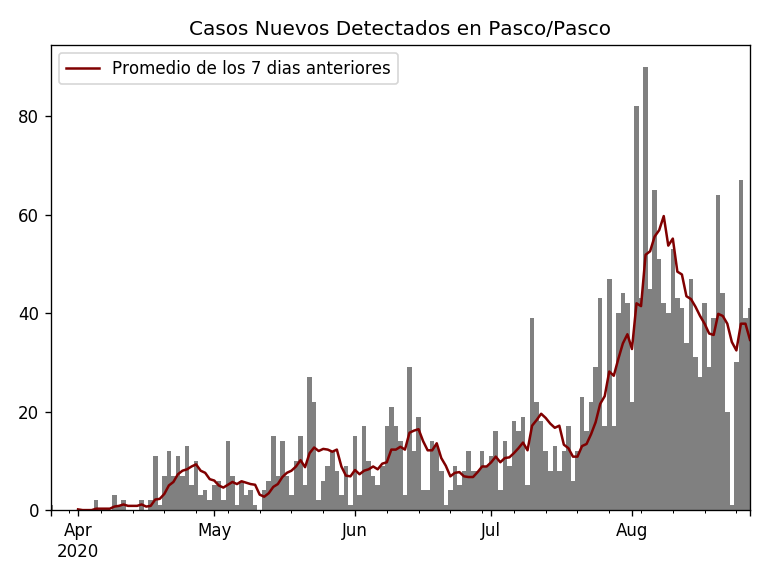 Casos Nuevos Detectados en Pasco/Pasco
Promedio de los 7 dias anteriores
80
60
40
20
0
Apr May Jun Jul Aug
2020